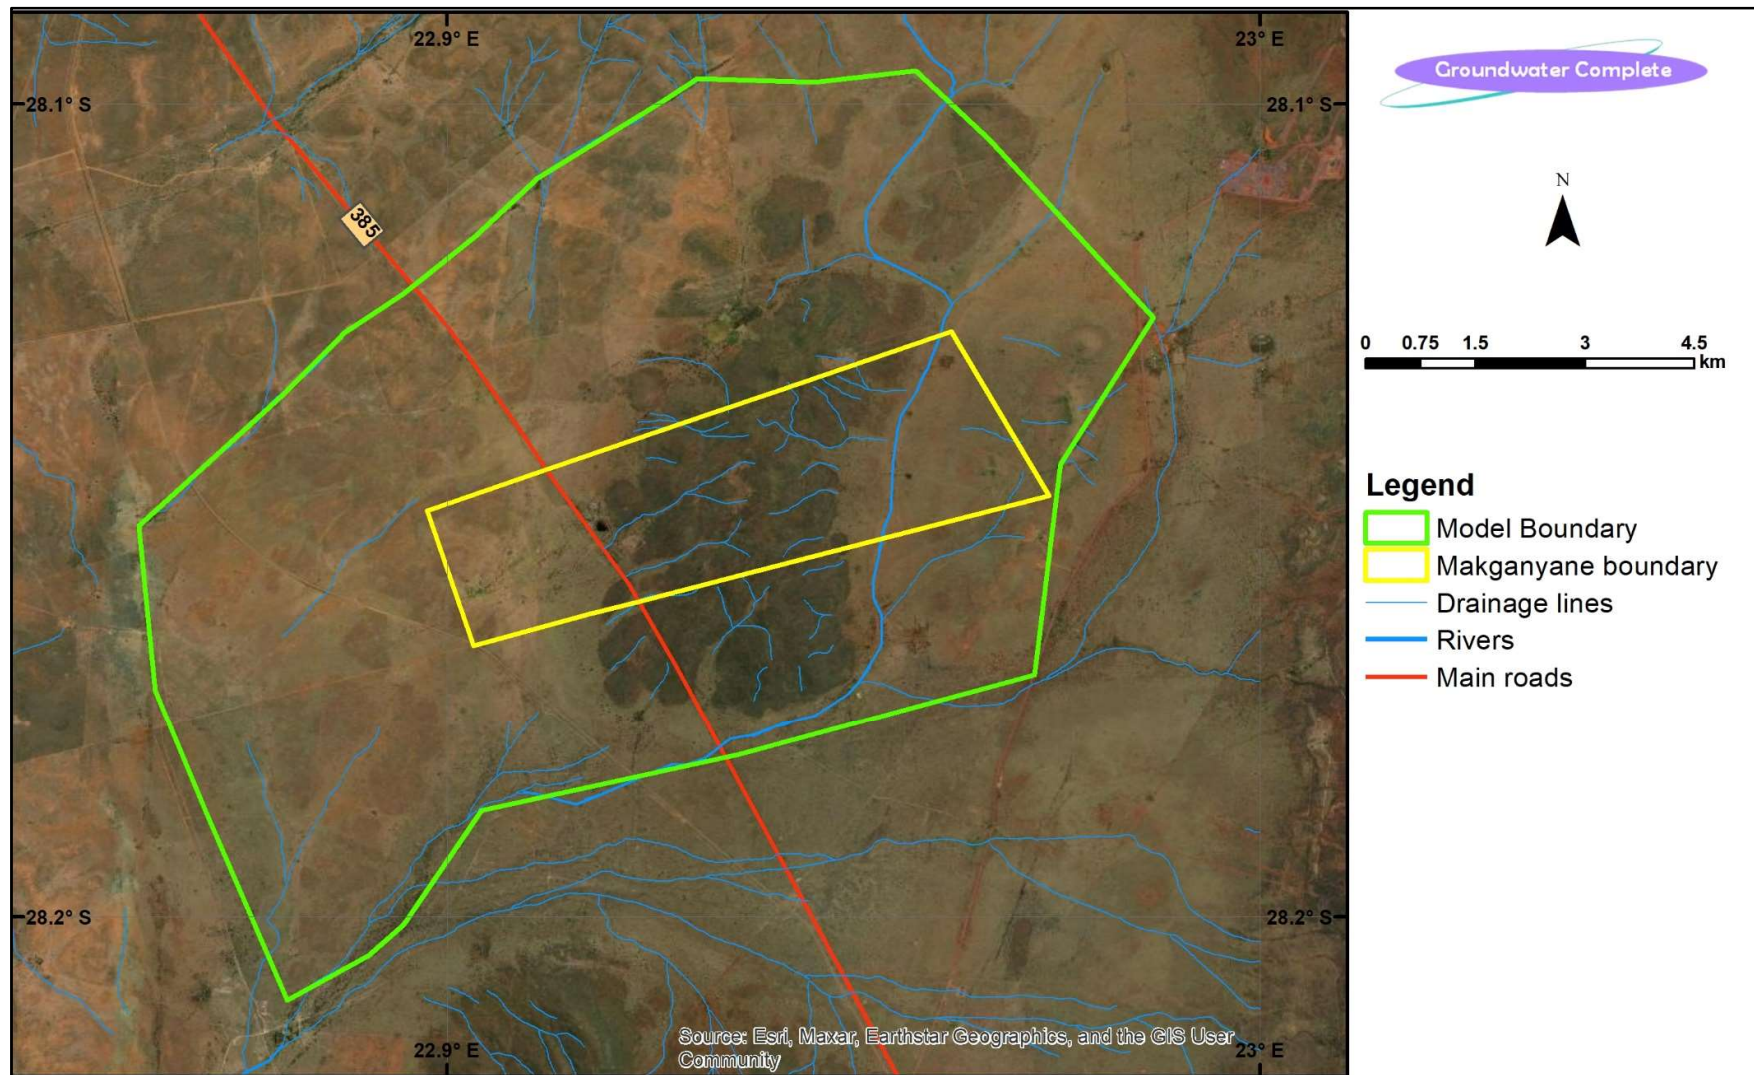 22.9° E
23° E
28.1° S
28.1° S
385
28.2° S
28.2° S
22.9° E
23° E
Source: Esri, Maxar, Earthstar Geographics, and the GIS User
Community
Groundwater Complete
N
0 0.75 1.5 3 4.5
km
Legend
Model Boundary
Makganyane boundary
Drainage lines
Rivers
Main roads